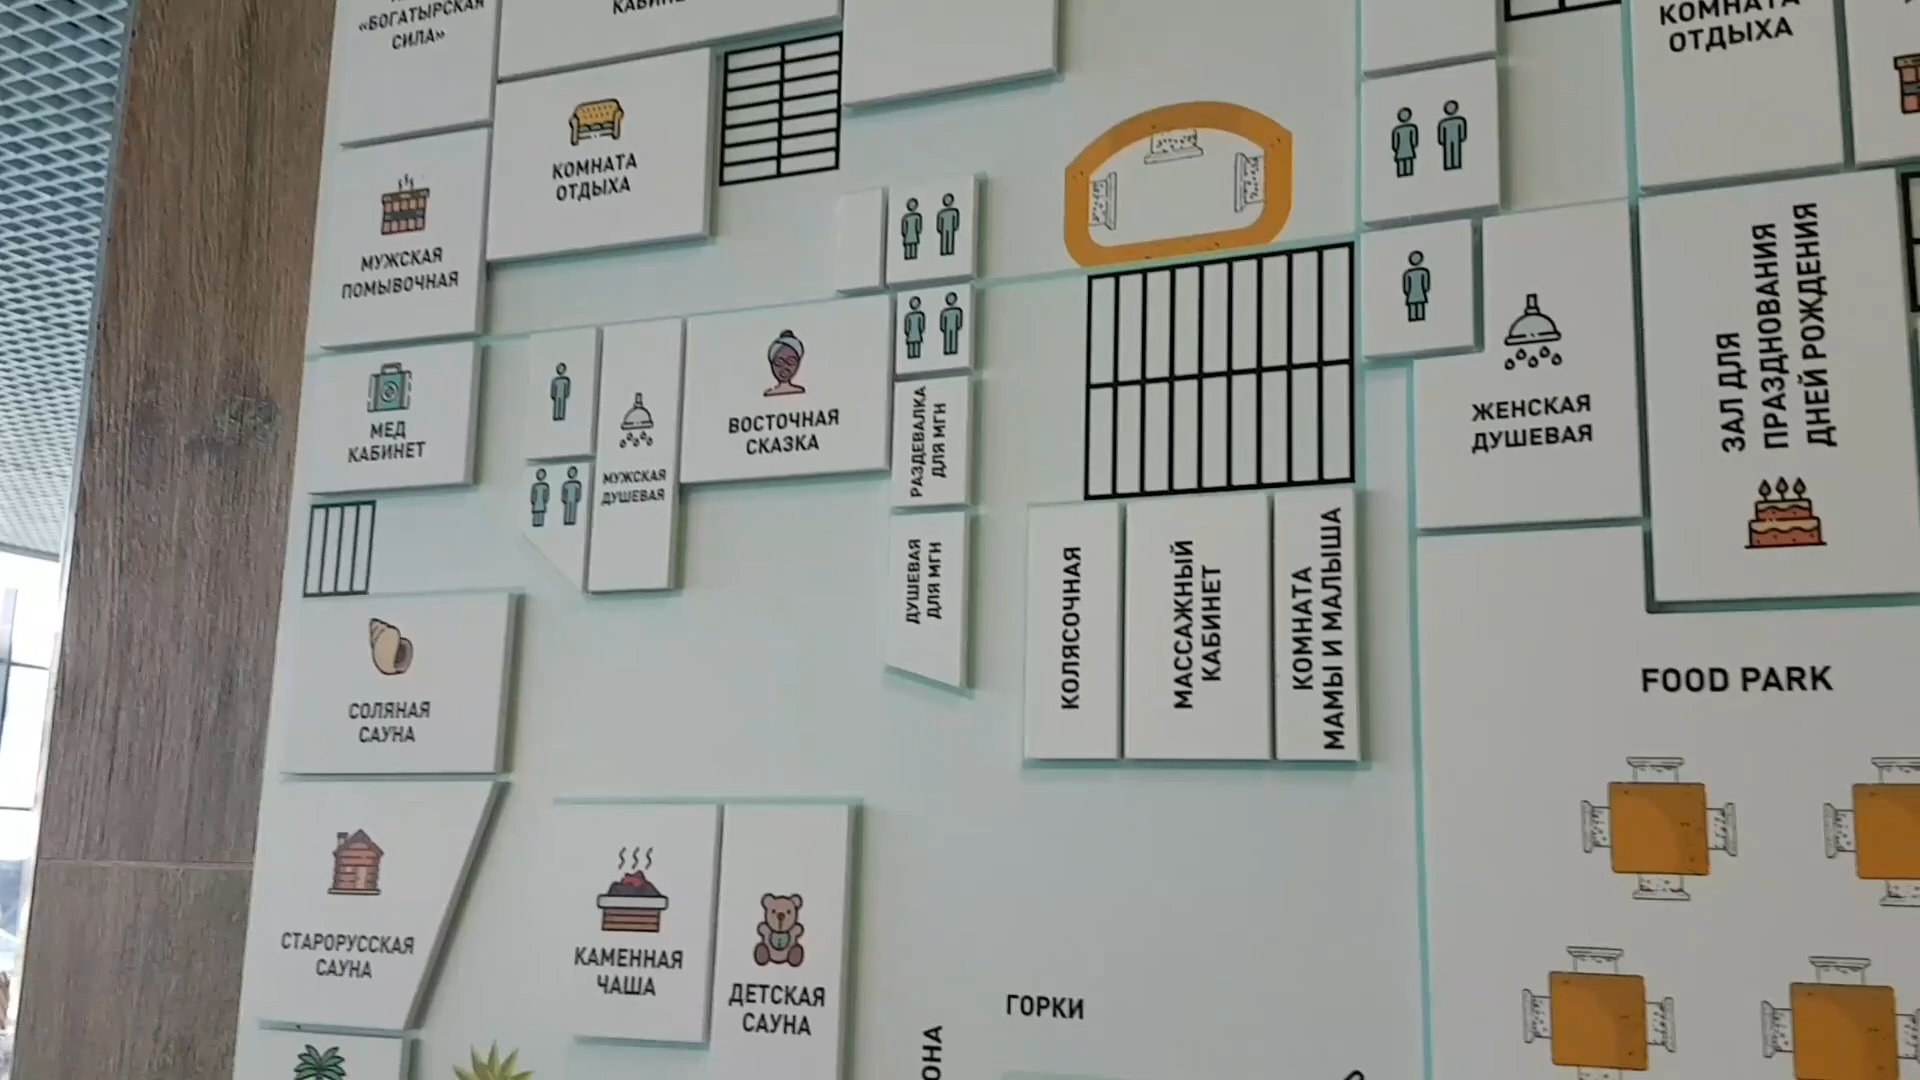 «БОГАТЫРСКАЯ
СИЛА»
КОМНАТА
ОТДЫХА
КОМНАТА
ОТДЫХА
МУЖСКАЯ
ПОМЫВОЧНАЯ
МЕД
КАБИНЕТ
МУЖСКАЯ
ДУШЕВАЯ
ВОСТОЧНАЯ
СКАЗКА
РАЗДЕВАЛКА
ДЛЯ МГН
ДУШЕВАЯ
ДЛЯ МГН
ЖЕНСКАЯ
ДУШЕВАЯ
ЗАЛ ДЛЯ
ПРАЗДНОВАНИЯ
ДНЕЙ РОЖДЕНИЯ
КОЛЯСОЧНАЯ
МАССАЖНЫЙ
КАБИНЕТ
КОМНАТА
МАМЫ И МАЛЫША
FOOD PARK
СОЛЯНАЯ
САУНА
СТАРОРУССКАЯ
САУНА
КАМЕННАЯ
ЧАША
ДЕТСКАЯ
САУНА
ГОРКИ